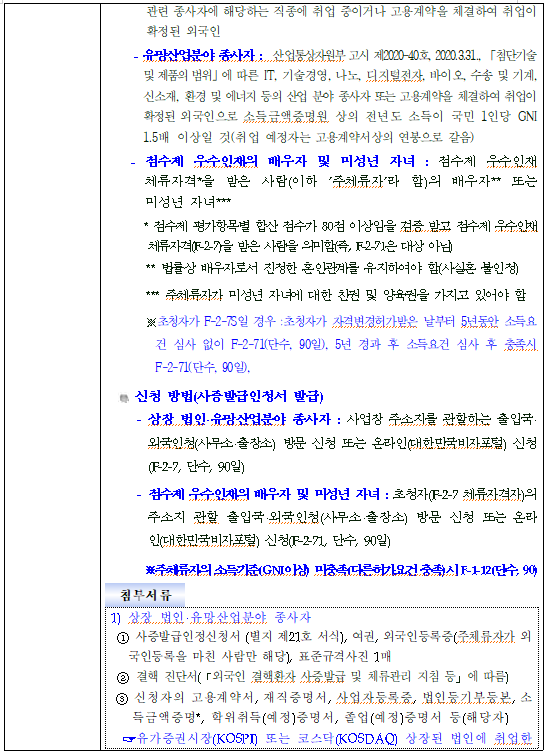 관련 종사자에 해당하는 직종에 취업 중이거나 고용계약을 체결하여 취업이
확정된 외국인
- 유망산업분야 종사자 : 산업통상자원부 고시 제2020-40호, 2020.3.31., 「첨단기술
및 제품의 범위」에 따른 IT, 기술경영, 나노, 디지털전자, 바이오, 수송 및 기계,
신소재, 환경 및 에너지 등의 산업 분야 종사자 또는 고용계약을 체결하여 취업이
확정된 외국인으로 소득금액증명원 상의 전년도 소득이 국민 1인당 GNI
1.5배 이상일 것(취업 예정자는 고용계약서상의 연봉으로 갈음)
- 점수제 우수인재의 배우자 및 미성년 자녀 : 점수제 우수인재
체류자격*을 받은 사람(이하 '주체류자'라 함)의 배우자** 또는
미성년 자녀***
* 점수제 평가항목별 합산 점수가 80점 이상임을 검증 받고 점수제 우수인재
체류자격(F-2-7)을 받은 사람을 의미함(즉, F-2-71은 대상 아님)
** 법률상 배우자로서 진정한 혼인관계를 유지하여야 함(사실혼 불인정)
*** 주체류자가 미성년 자녀에 대한 친권 및 양육권을 가지고 있어야 함
※초청자가 F-2-7S일 경우 :초청자가 자격변경허가받은 날부터 5년동안 소득요
건 심사 없이 F-2-71(단수, 90일), 5년 경과 후 소득요건 심사 후 충족시
F-2-71(단수, 90일),
신청 방법(사증발급인정서 발급)
- 상장 법인·유망산업분야 종사자 : 사업장 주소지를 관할하는 출입국·
외국인청(사무소·출장소) 방문 신청 또는 온라인(대한민국비자포털) 신청
(F-2-7, 단수, 90일)
- 점수제 우수인재의 배우자 및 미성년 자녀 : 초청자(F-2-7 체류자격자)의
주소지 관할 출입국·외국인청(사무소·출장소) 방문 신청 또는 온라
인(대한민국비자포털) 신청(F-2-71, 단수, 90일)
※주체류자의 소득기준(GNI이상) 미충족(다른허가요건 충족)시 F-1-12(단수, 90)
첨부서류
1) 상장 법인·유망산업분야 종사자
① 사증발급인정신청서 (별지 제21호 서식), 여권, 외국인등록증(주체류자가 외
국인등록을 마친 사람만 해당), 표준규격사진 1매
② 결핵 진단서(「외국인 결핵환자 사증발급 및 체류관리 지침 등」에 따름)
③ 신청자의 고용계약서, 재직증명서, 사업자등록증, 법인등기부등본, 소
득금액증명*, 학위취득(예정)증명서, 졸업(예정)증명서 등(해당자)
☞유가증권시장(KOSPI) 또는 코스닥(KOSDAQ) 상장된 법인에 취업한